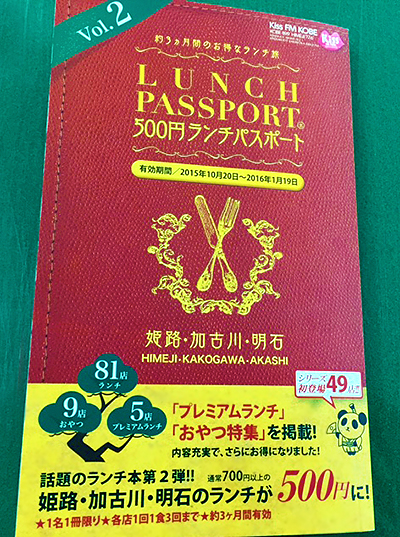 Vol.2
Kiss FM KOBE
Kiss
約3ヵ月間のお得なランチ旅
LUNCH
PASSPORT®
500円ランチパスポート
有効期間／2015年10月20日～2016年1月19日
姫路・加古川・明石
HIMEJI・KAKOGAWA・AKASHI
81店
ランチ
9店
おやつ
5店
プレミアムランチ
シリーズ
初登場49店!!
「プレミアムランチ」
「おやつ特集」を掲載!
内容充実で、さらにお得になりました!
話題のランチ本第2弾!! 通常700円以上の
姫路・加古川・明石のランチが500円に!
★1名1冊限り★各店1回1食3回まで★約3ヶ月間有効